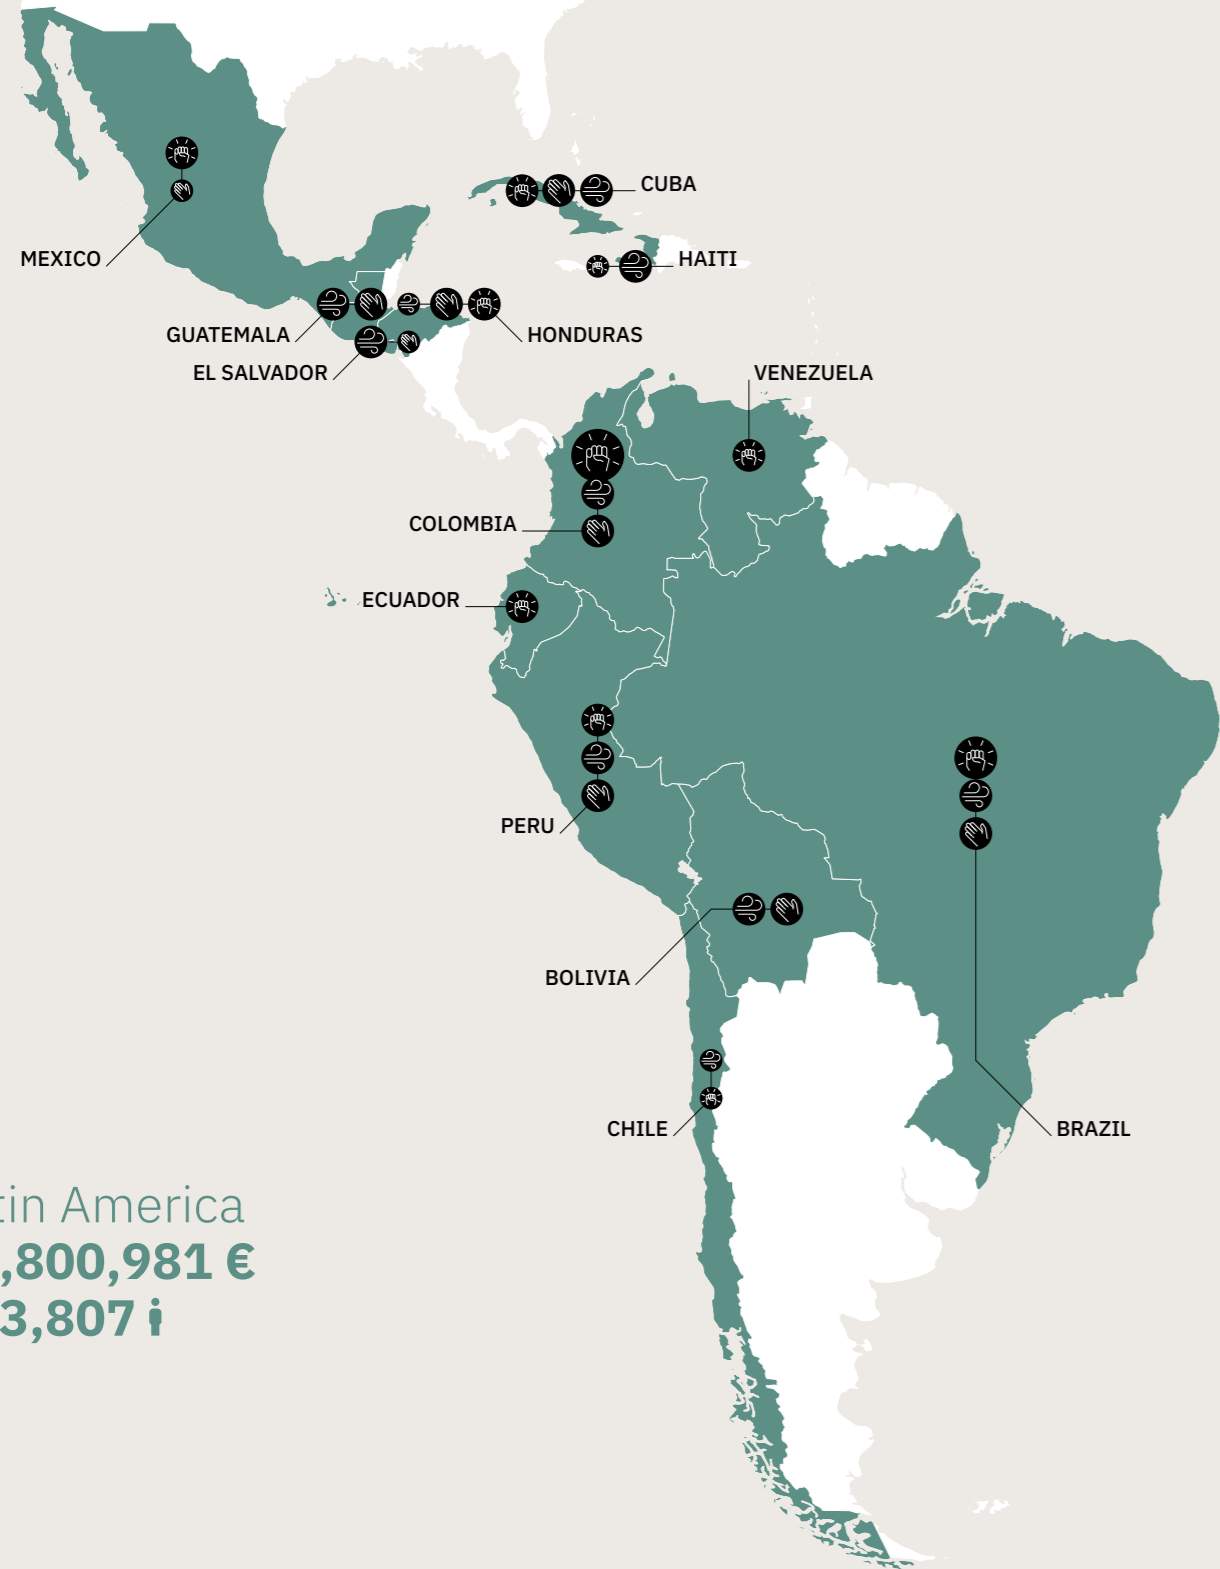 CUBA
MEXICO
HAITI
GUATEMALA
HONDURAS
EL SALVADOR
VENEZUELA
COLOMBIA
ECUADOR
PERU
BOLIVIA
CHILE
BRAZIL
tin America
,800,981 €
3,807